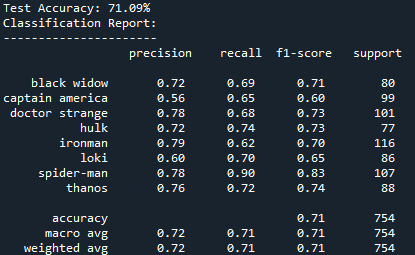 Test Accuracy: 71.09%
Classification Report:
----------------------
precision recall f1-score support
black widow 0.72 0.69 0.71 80
captain america 0.56 0.65 0.60 99
doctor strange 0.78 0.68 0.73 101
hulk 0.72 0.74 0.73 77
ironman 0.79 0.62 0.70 116
loki 0.60 0.70 0.65 86
spider-man 0.78 0.90 0.83 107
thanos 0.76 0.72 0.74 88
accuracy 0.71 754
macro avg 0.72 0.71 0.71 754
weighted avg 0.72 0.71 0.71 754